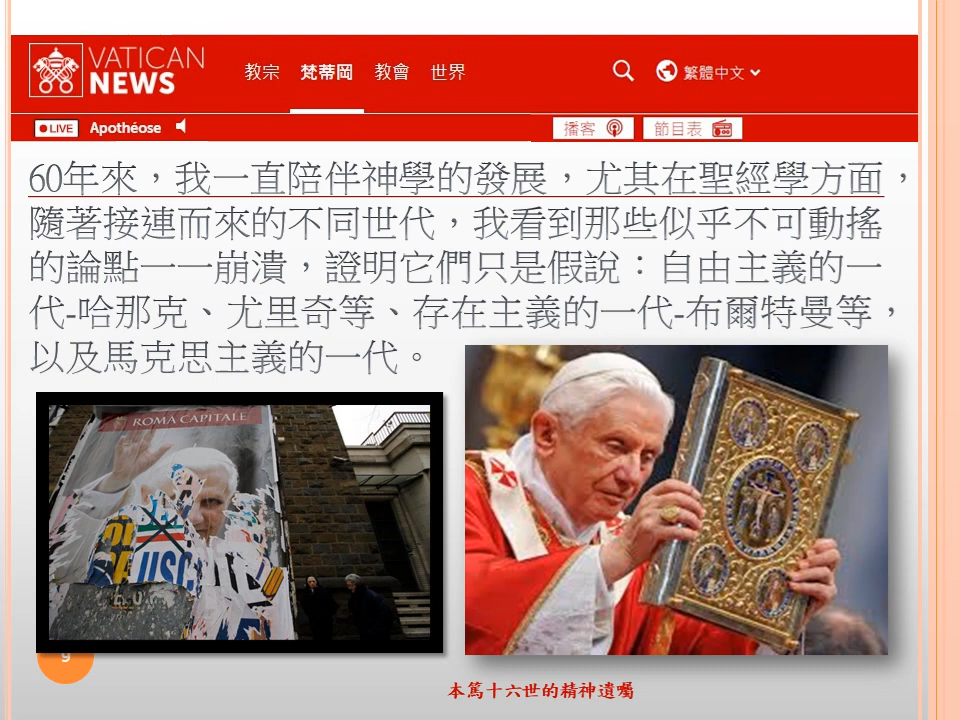 VATICAN
NEWS
教宗 梵蒂岡 教會 世界
繁體中文
LIVE Apothéose
播客 節目表
60年來，我一直陪伴神學的發展，尤其在聖經學方面，
隨著接連而來的不同世代，我看到那些似乎不可動搖
的論點一一崩潰，證明它們只是假說：自由主義的一
代-哈那克、尤里奇等、存在主義的一代-布爾特曼等，
以及馬克思主義的一代。
ROMA CAPITALE
USC
9
本篤十六世的精神遺囑